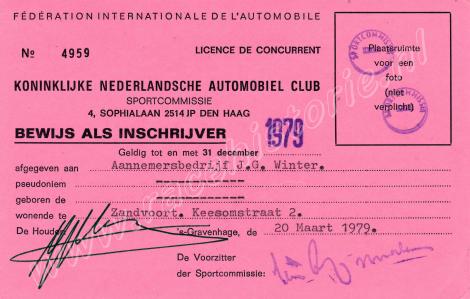 FÉDÉRATION INTERNATIONALE DE L'AUTOMOBILE
No 4959
LICENCE DE CONCURRENT
Plaatsruimte
voor een
foto
(niet
verplicht)
KONINKLIJKE NEDERLANDSCHE AUTOMOBIEL CLUB
SPORTCOMMISSIE
4, SOPHIALAAN 2514 JP DEN HAAG
BEWIJS ALS INSCHRIJVER
1979
Geldig tot en met 31 december
afgegeven aan Aannemersbedrijf J.G. Winter.
pseudoniem ----------
geboren de ----------
wonende te Zandvoort. Keesomstraat 2.
De Houder, 's-Gravenhage, de 20 Maart 1979.
De Voorzitter
der Sportcommissie: